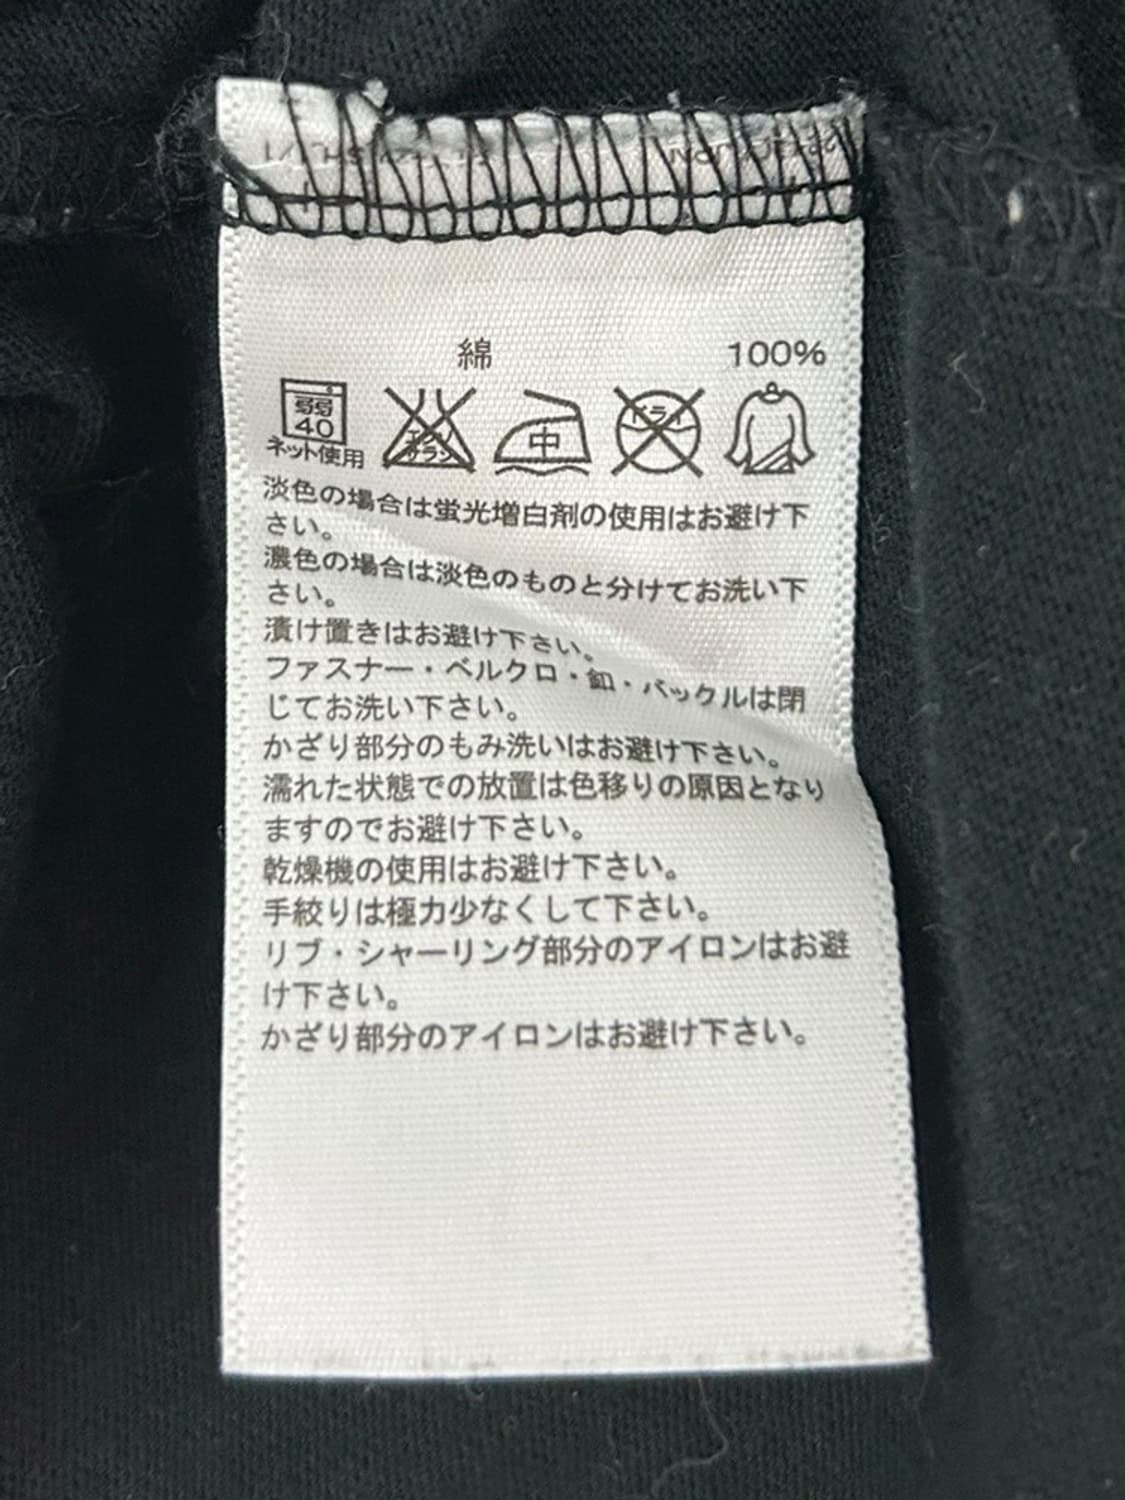 綿 100%
弱 40 エンソ サラシ 中 ドライ
ネット使用
淡色の場合は蛍光増白剤の使用はお避け下
さい。
濃色の場合は淡色のものと分けてお洗い下
さい。
漬け置きはお避け下さい。
ファスナー・ベルクロ・釦・バックルは閉
じてお洗い下さい。
かざり部分のもみ洗いはお避け下さい。
濡れた状態での放置は色移りの原因となり
ますのでお避け下さい。
乾燥機の使用はお避け下さい。
手絞りは極力少なくして下さい。
リブ・シャーリング部分のアイロンはお避
け下さい。
かざり部分のアイロンはお避け下さい。